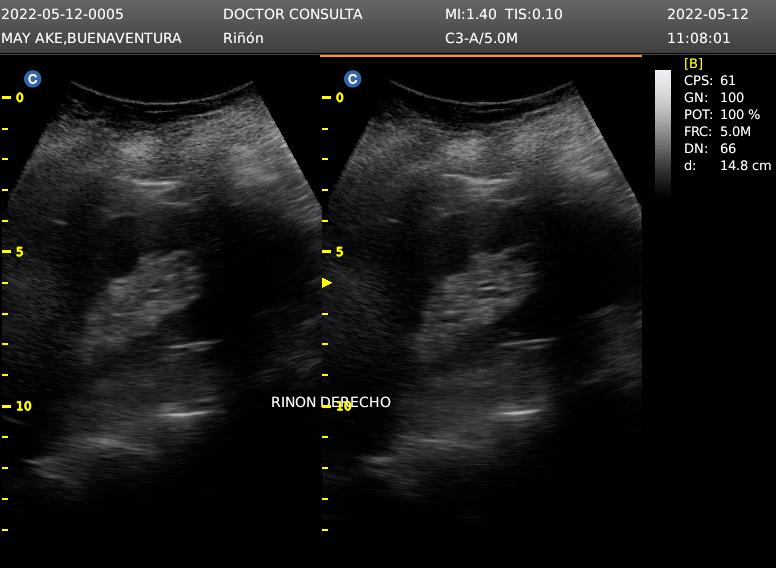 2022-05-12-0005 DOCTOR CONSULTA MI:1.40 TIS:0.10 2022-05-12
MAY AKE,BUENAVENTURA Riñón C3-A/5.0M 11:08:01
[B]
CPS: 61
GN: 100
POT: 100 %
FRC: 5.0M
DN: 66
d: 14.8 cm
C C
0 0
5 5
10 RINON DERECHO 10